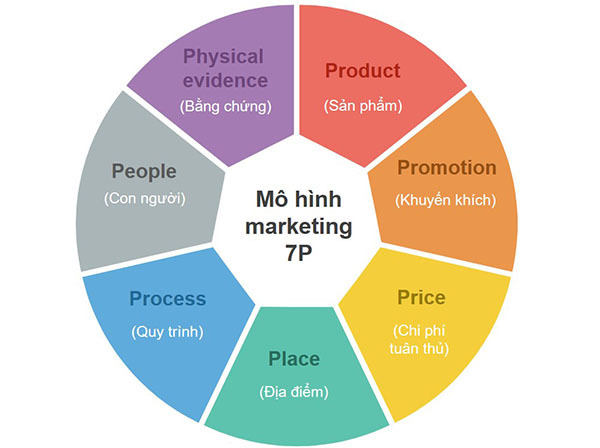 Mô hình
marketing
7P
Product
(Sản phẩm)
Promotion
(Khuyến khích)
Price
(Chi phí
tuân thủ)
Place
(Địa điểm)
Process
(Quy trình)
People
(Con người)
Physical
evidence
(Bằng chứng)